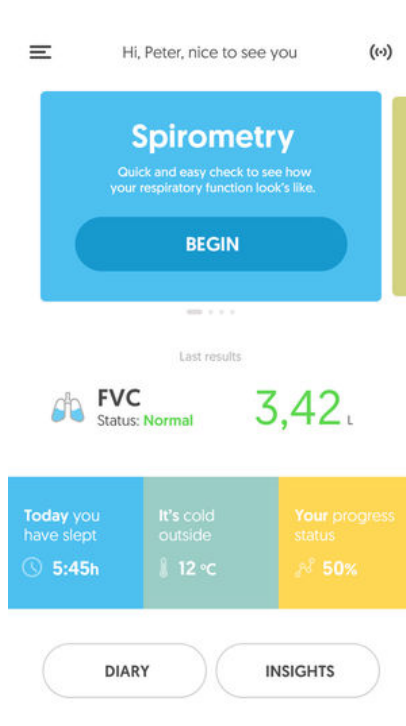 Hi, Peter, nice to see you
Spirometry
Quick and easy check to see how
your respiratory function look's like.
BEGIN
Last results
FVC
Status: Normal
3,42 L
Today you
have slept
5:45h
It's cold
outside
12 °C
Your progress
status
50%
DIARY
INSIGHTS